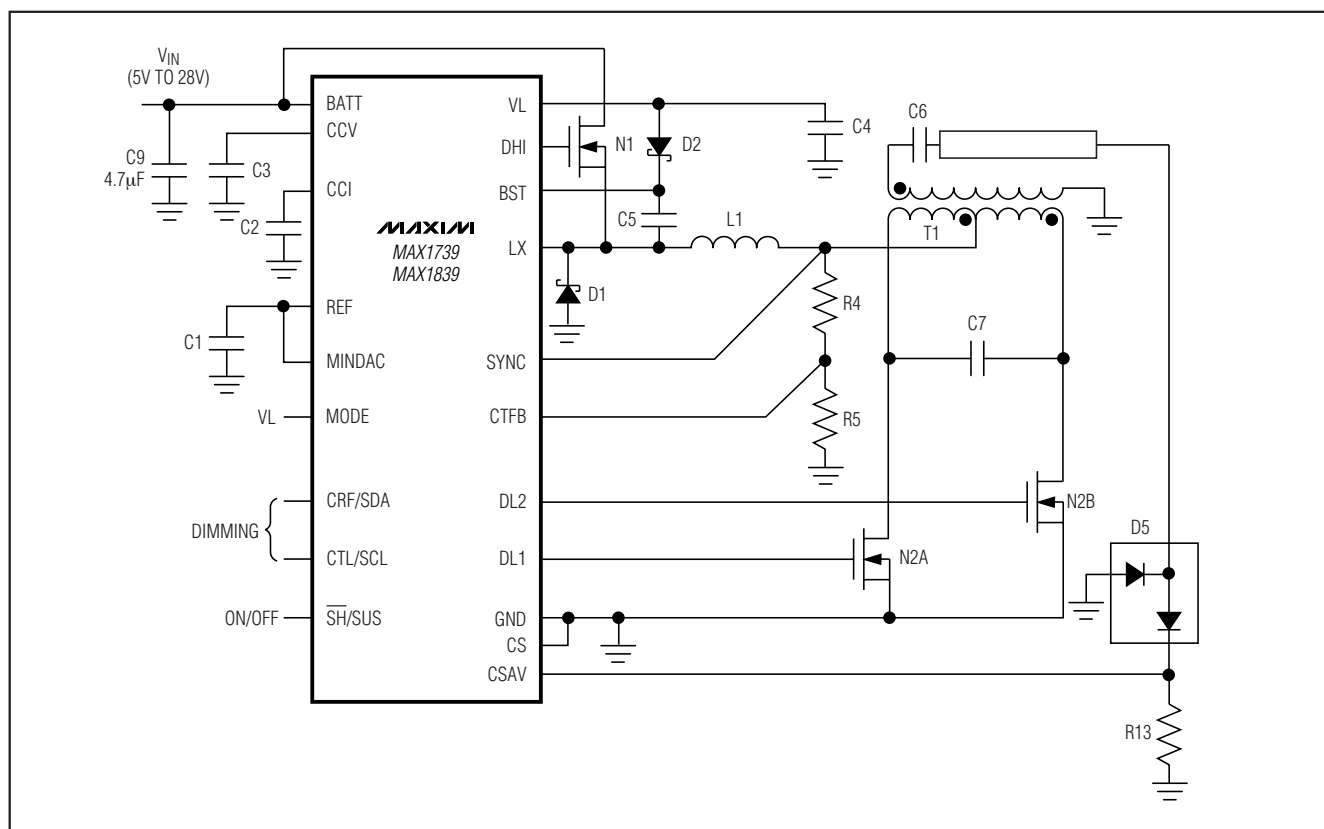 VIN
(5V TO 28V)
C9
4.7µF
C3
C2
C1
VL
DIMMING
ON/OFF
BATT
CCV
CCI
REF
MINDAC
MODE
CRF/SDA
CTL/SCL
SH/SUS
MAXIM
MAX1739
MAX1839
VL
DHI
BST
LX
SYNC
CTFB
DL2
DL1
GND
CS
CSAV
N1
D2
C4
C5
L1
D1
R4
R5
C6
T1
C7
N2B
N2A
D5
R13